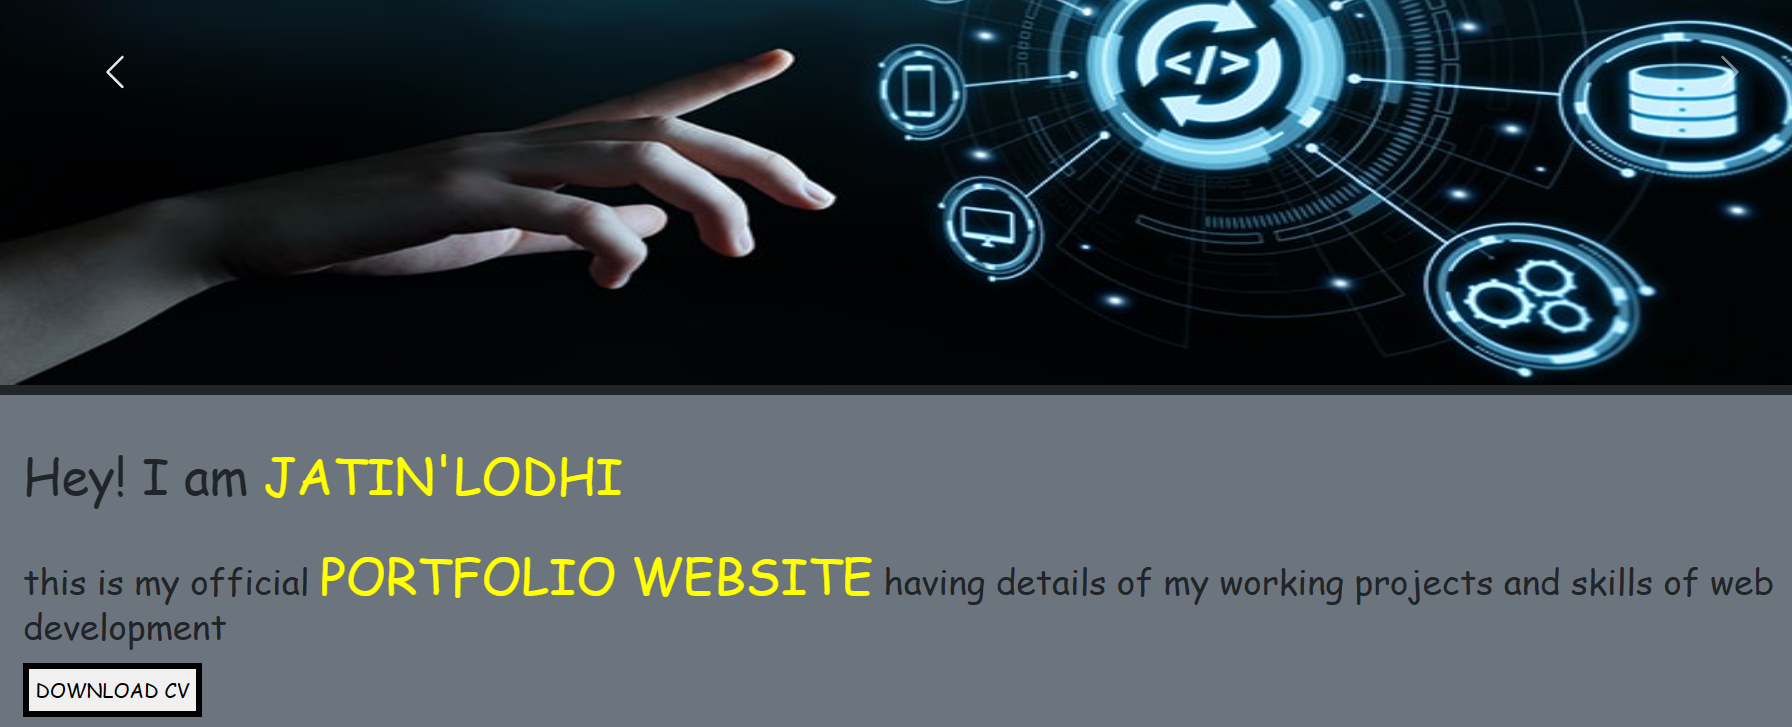 </>
Hey! I am JATIN'LODHI
this is my official PORTFOLIO WEBSITE having details of my working projects and skills of web
development
DOWNLOAD CV